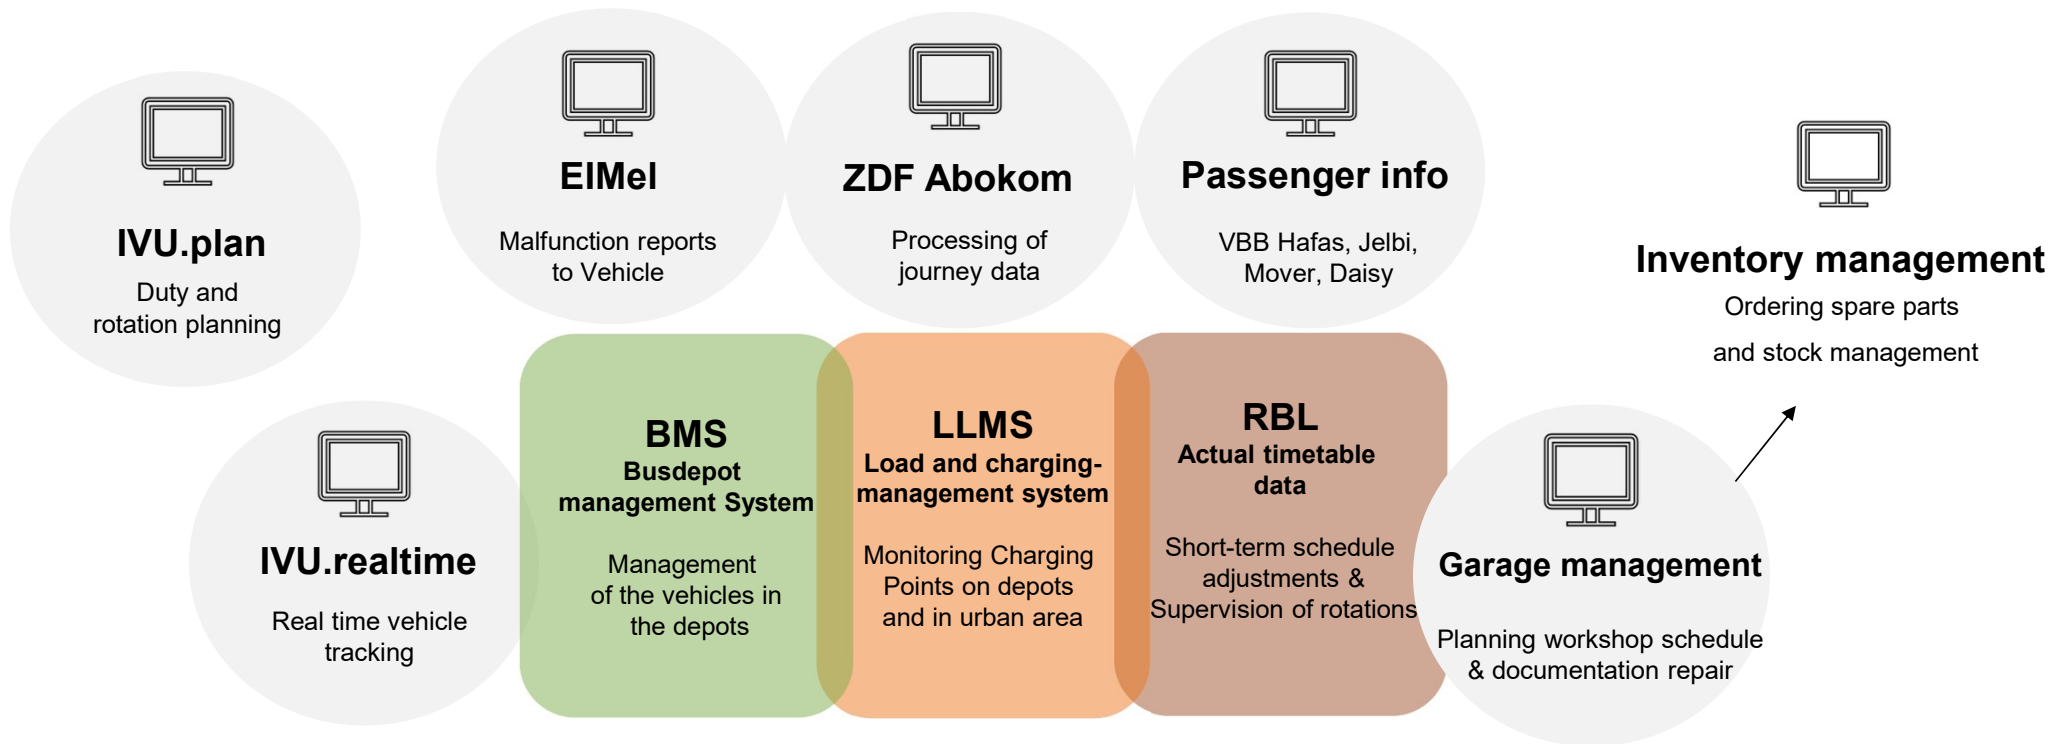 IVU.plan
Duty and
rotation planning
EIMel
Malfunction reports
to Vehicle
ZDF Abokom
Processing of
journey data
Passenger info
VBB Hafas, Jelbi,
Mover, Daisy
Inventory management
Ordering spare parts
and stock management
IVU.realtime
Real time vehicle
tracking
BMS
Busdepot
management System
Management
of the vehicles in
the depots
LLMS
Load and charging-
management system
Monitoring Charging
Points on depots
and in urban area
RBL
Actual timetable
data
Short-term schedule
adjustments &
Supervision of rotations
Garage management
Planning workshop schedule
& documentation repair